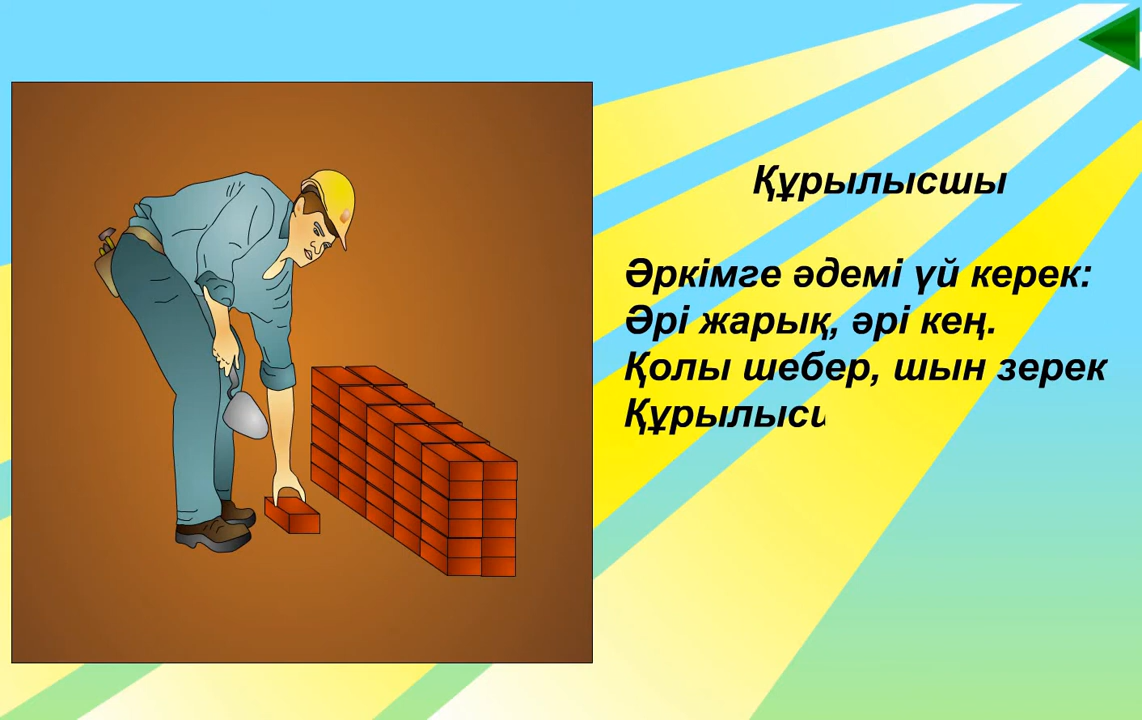 Құрылысшы
Әркімге әдемі үй керек:
Әрі жарық, әрі кең.
Қолы шебер, шын зерек